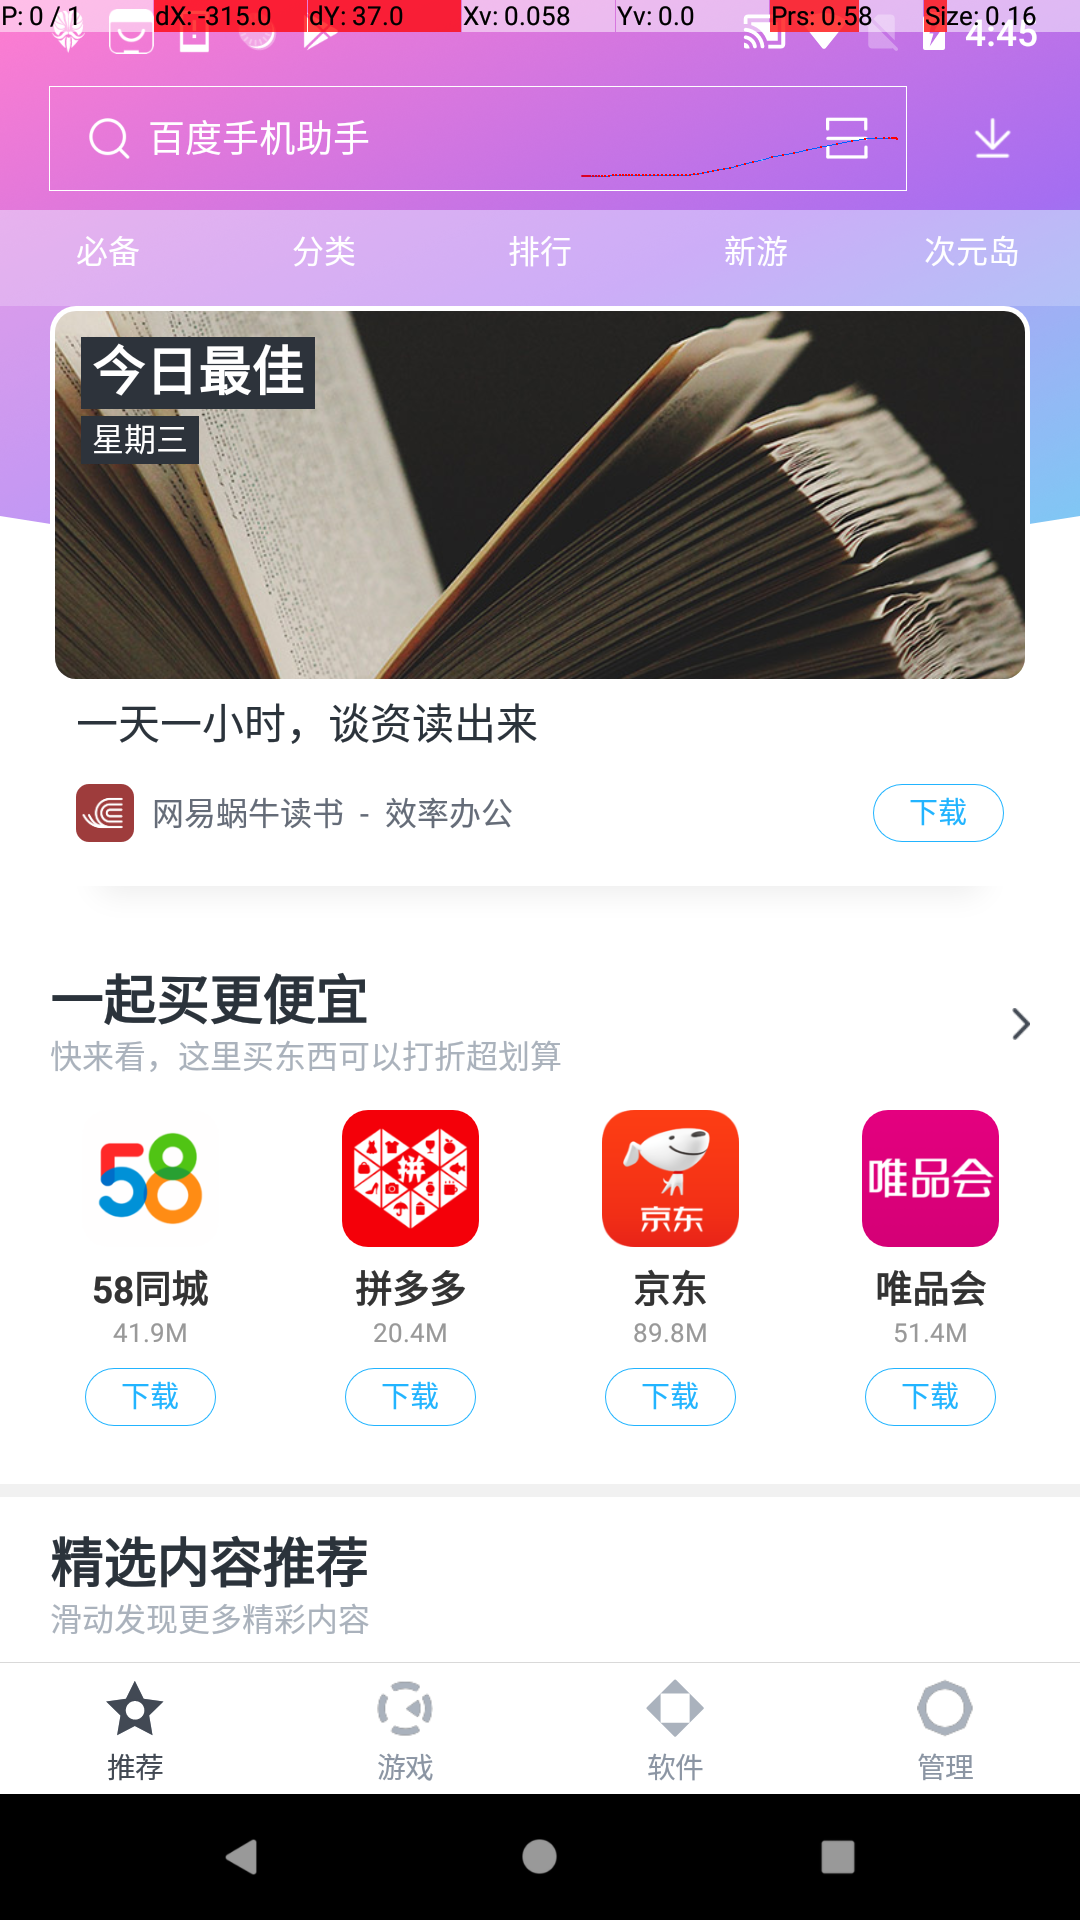 P: 0 / 1 dX: -315.0 dY: 37.0 Xv: 0.058 Yv: 0.0 Prs: 0.58 Size: 0.16
4:45
百度手机助手
必备 分类 排行 新游 次元岛
今日最佳
星期三
一天一小时，谈资读出来
网易蜗牛读书 - 效率办公 下载
一起买更便宜
快来看，这里买东西可以打折超划算
58 拼 京东 唯品会
58同城 拼多多 京东 唯品会
41.9M 20.4M 89.8M 51.4M
下载 下载 下载 下载
精选内容推荐
滑动发现更多精彩内容
推荐 游戏 软件 管理